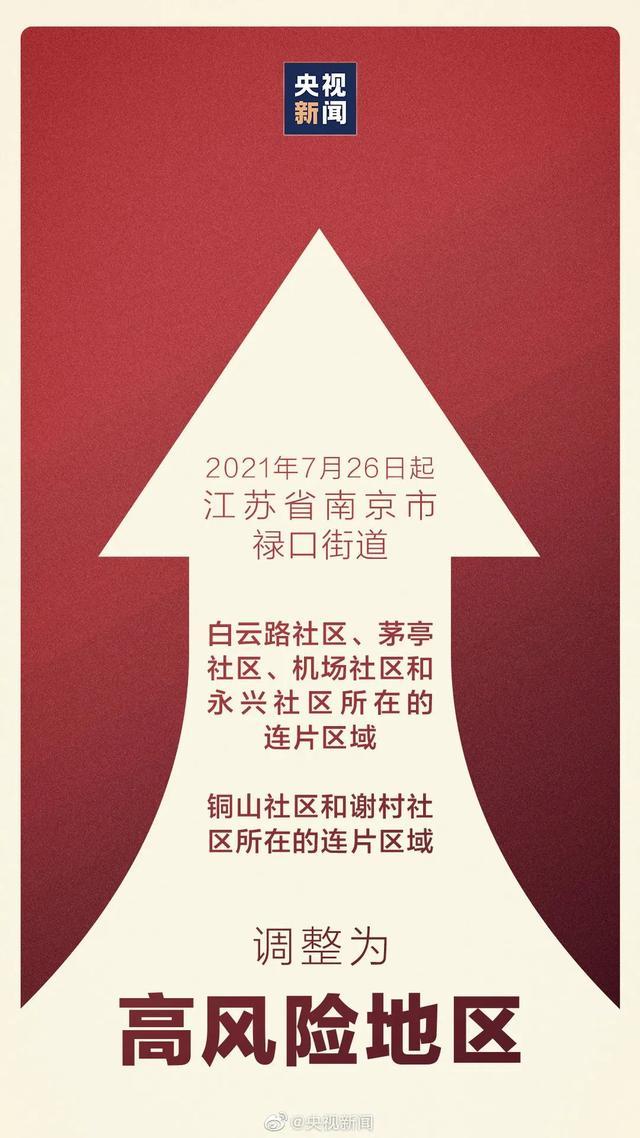 央视
新闻
2021年7月26日起
江苏省南京市
禄口街道
白云路社区、茅亭
社区、机场社区和
永兴社区所在的
连片区域
铜山社区和谢村社
区所在的连片区域
调整为
高风险地区
@央视新闻